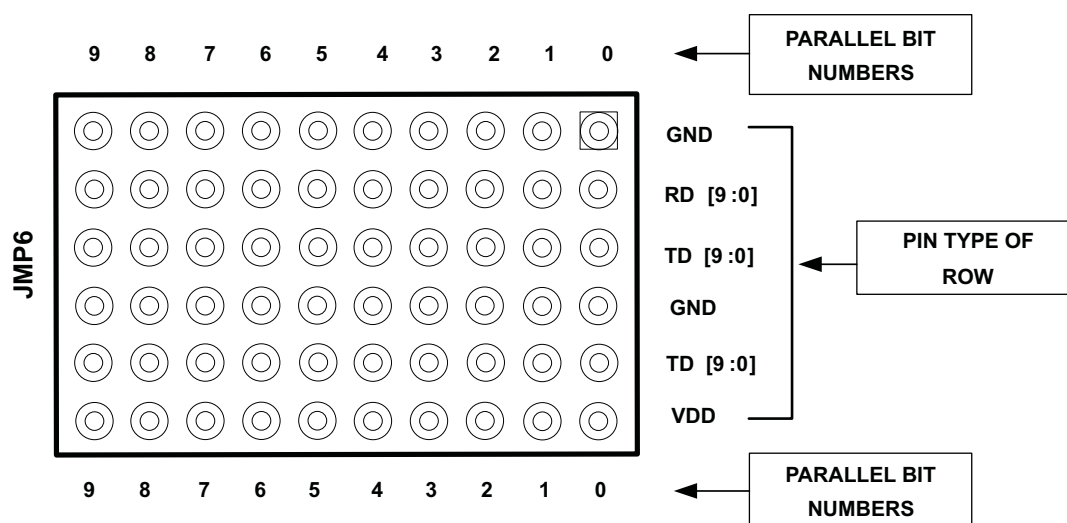 PARALLEL BIT
NUMBERS
9 8 7 6 5 4 3 2 1 0
GND
RD [9 :0]
TD [9 :0]
GND
TD [9 :0]
VDD
JMP6
PIN TYPE OF
ROW
9 8 7 6 5 4 3 2 1 0
PARALLEL BIT
NUMBERS